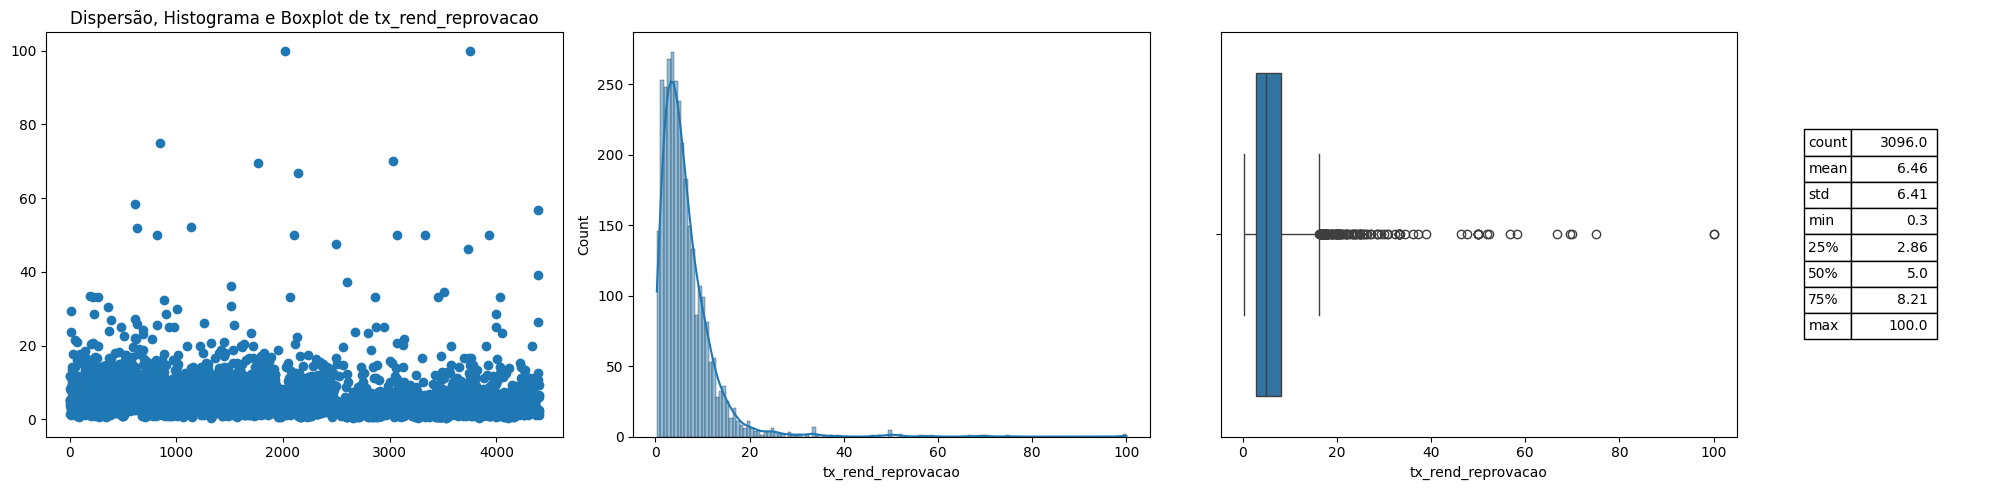 Dispersão, Histograma e Boxplot de tx_rend_reprovacao
100
80
60
40
20
0
0 1000 2000 3000 4000
Count
250
200
150
100
50
0
0 20 40 60 80 100
tx_rend_reprovacao
0 20 40 60 80 100
tx_rend_reprovacao
count 3096.0
mean 6.46
std 6.41
min 0.3
25% 2.86
50% 5.0
75% 8.21
max 100.0